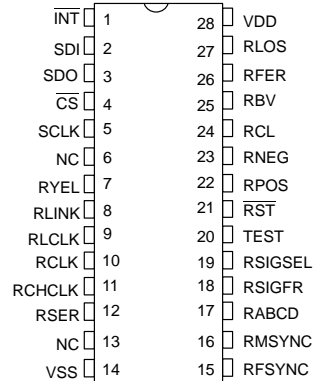 INT 1 28 VDD
SDI 2 27 RLOS
SDO 3 26 RFER
CS 4 25 RBV
SCLK 5 24 RCL
NC 6 23 RNEG
RYEL 7 22 RPOS
RLINK 8 21 RST
RLCLK 9 20 TEST
RCLK 10 19 RSIGSEL
RCHCLK 11 18 RSIGFR
RSER 12 17 RABCD
NC 13 16 RMSYNC
VSS 14 15 RFSYNC